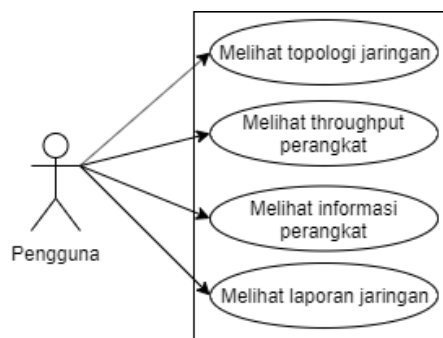 Melihat topologi jaringan
Melihat throughput
perangkat
Melihat informasi
perangkat
Pengguna
Melihat laporan jaringan